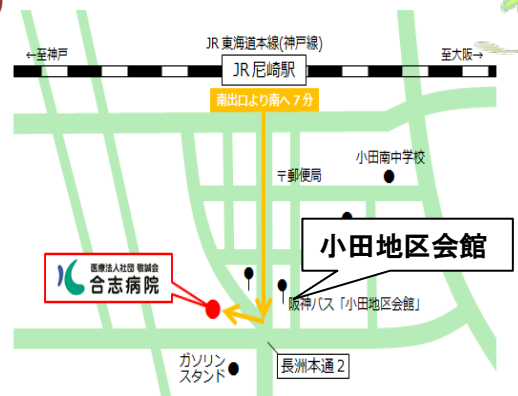 JR 東海道本線(神戸線)
←至神戸
至大阪→
JR尼崎駅
南出口より南へ7分
小田南中学校
〒郵便局
小田地区会館
医療法人社団 敬誠会
合志病院
阪神バス「小田地区会館」
ガソリン
スタンド
長洲本通2